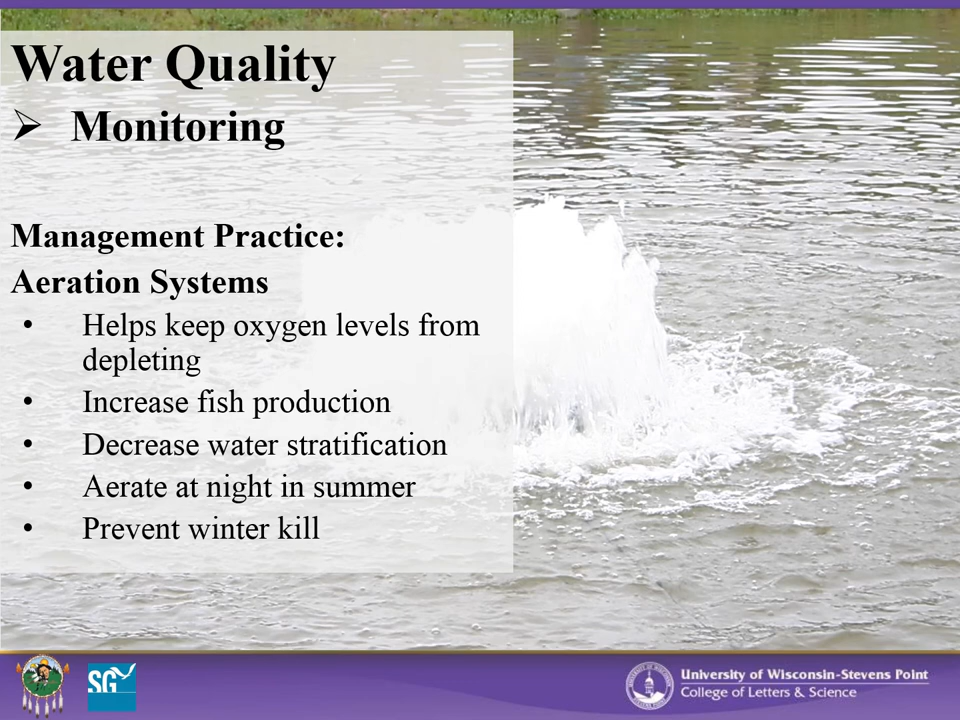 Water Quality
➢ Monitoring
Management Practice:
Aeration Systems
• Helps keep oxygen levels from
depleting
• Increase fish production
• Decrease water stratification
• Aerate at night in summer
• Prevent winter kill
SG
University of Wisconsin-Stevens Point
College of Letters & Science